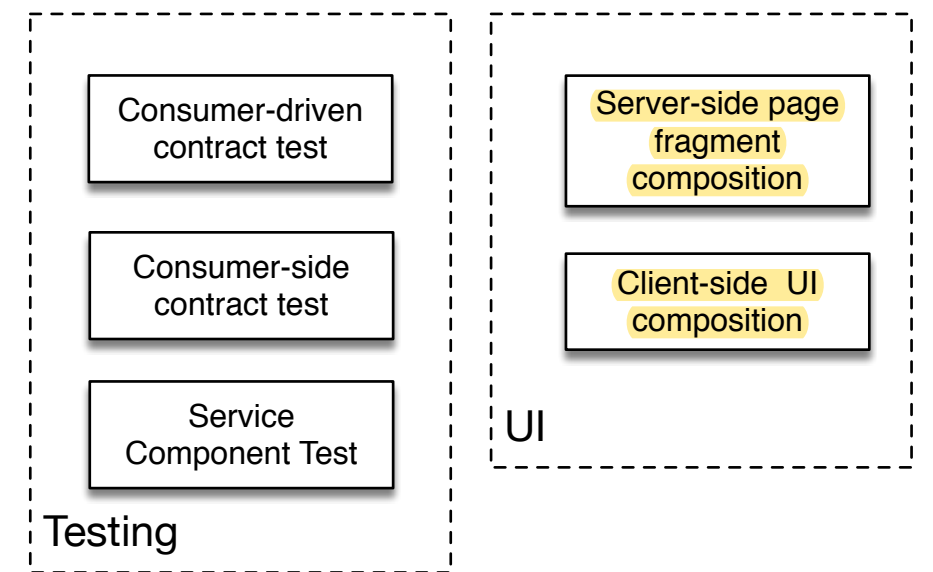 Consumer-driven
contract test
Consumer-side
contract test
Service
Component Test
Testing
Server-side page
fragment
composition
Client-side UI
composition
UI